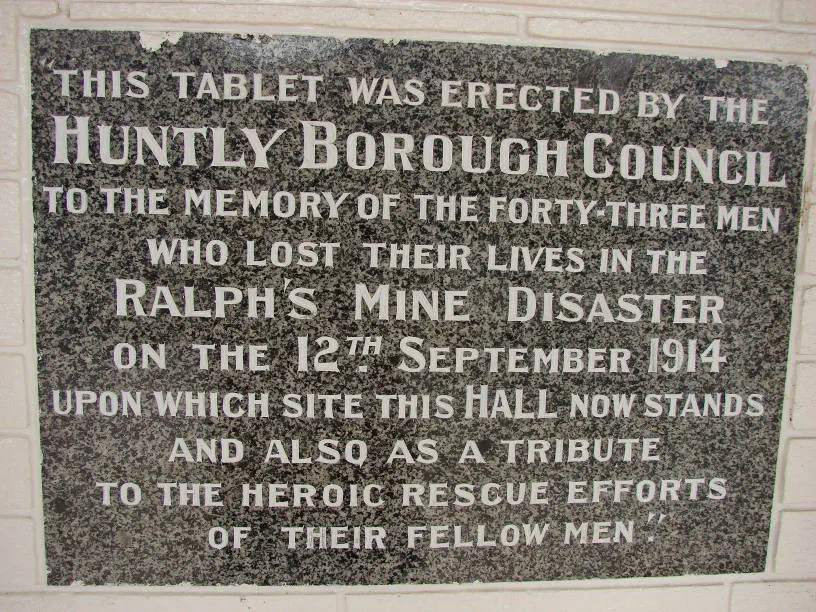 "THIS TABLET WAS ERECTED BY THE
HUNTLY BOROUGH COUNCIL
TO THE MEMORY OF THE FORTY-THREE MEN
WHO LOST THEIR LIVES IN THE
RALPH'S MINE DISASTER
ON THE 12TH. SEPTEMBER 1914
UPON WHICH SITE THIS HALL NOW STANDS
AND ALSO AS A TRIBUTE
TO THE HEROIC RESCUE EFFORTS
OF THEIR FELLOW MEN."